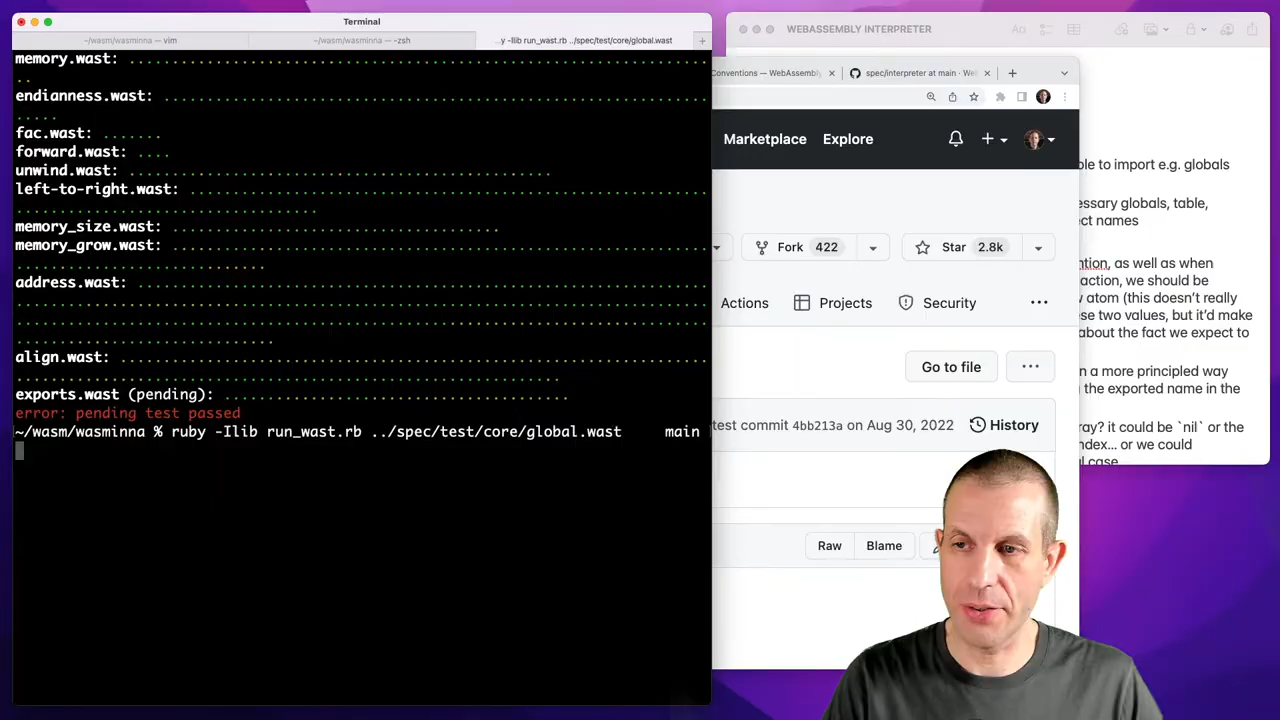 Terminal
~/wasm/wasminna — vim
~/wasm/wasminna — -zsh
...y -Ilib run_wast.rb ../spec/test/core/global.wast
memory.wast: ..........................................................................
..
endianness.wast: .....................................................................
.....
fac.wast: .......
forward.wast: ....
unwind.wast: .................................................
left-to-right.wast: ..................................................................
................................
memory_size.wast: .........................................
memory_grow.wast: ...................................................................
..........................
address.wast: ........................................................................
.........................................................................................
.........................................................................................
...........................
align.wast: ..........................................................................
..........................................................
exports.wast (pending): ......................................
error: pending test passed
~/wasm/wasminna % ruby -Ilib run_wast.rb ../spec/test/core/global.wast main
WEBASSEMBLY INTERPRETER
Conventions — WebAssembly
spec/interpreter at main · We
Marketplace Explore
Fork 422
Star 2.8k
Actions
Projects
Security
Go to file
test commit 4bb213a on Aug 30, 2022
History
Raw
Blame
ble to import e.g. globals
essary globals, table,
ect names
ntion, as well as when
action, we should be
w atom (this doesn't really
se two values, but it'd make
about the fact we expect to
n a more principled way
g the exported name in the
ray? it could be `nil` or the
ndex... or we could
al case